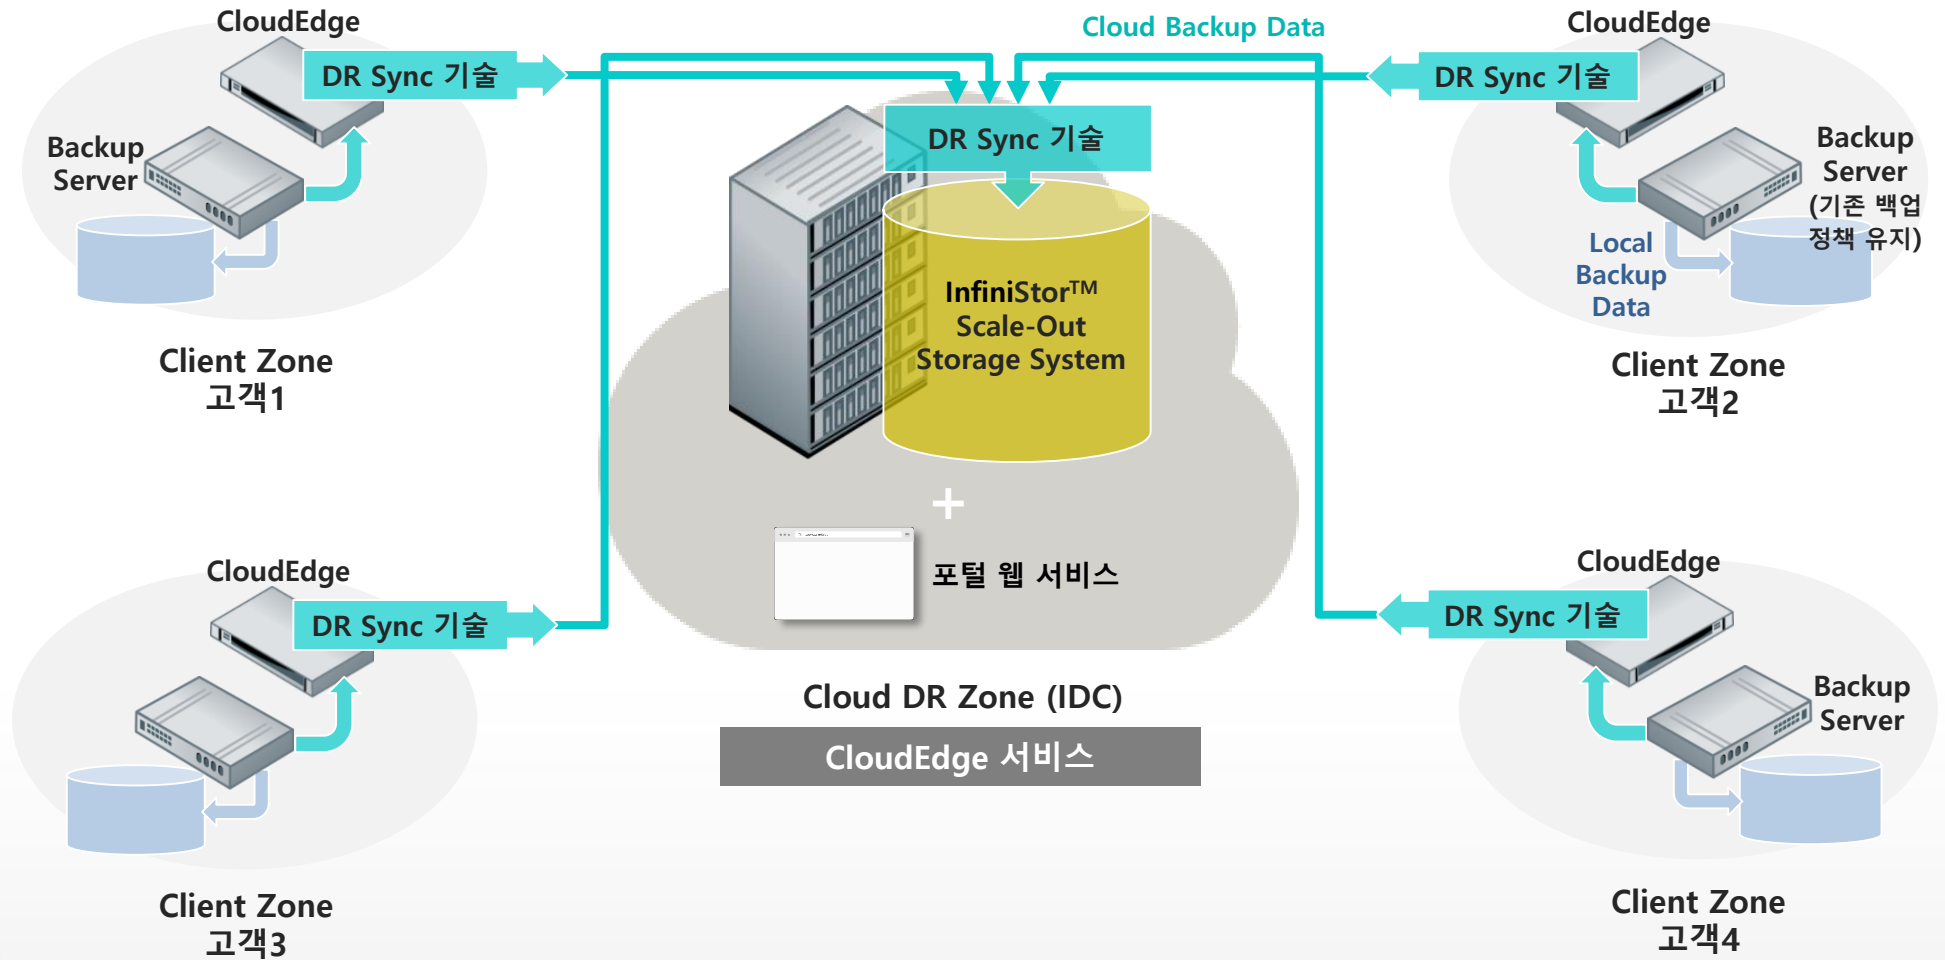 CloudEdge
DR Sync 기술
Backup
Server
Client Zone
고객1
Cloud Backup Data
CloudEdge
DR Sync 기술
Backup
Server
(기존 백업
정책 유지)
Local
Backup
Data
Client Zone
고객2
DR Sync 기술
InfiniStor™
Scale-Out
Storage System
+
포털 웹 서비스
Cloud DR Zone (IDC)
CloudEdge 서비스
CloudEdge
DR Sync 기술
Client Zone
고객3
CloudEdge
DR Sync 기술
Backup
Server
Client Zone
고객4